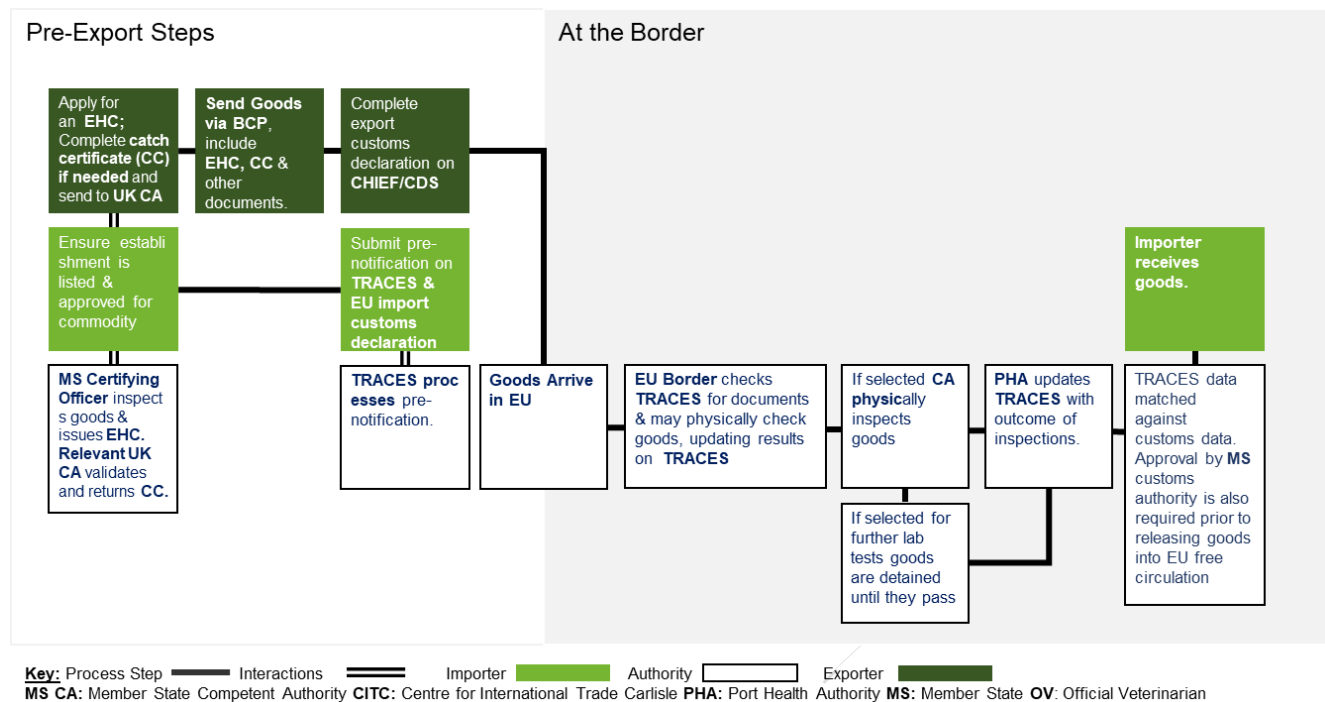 Pre-Export Steps
At the Border
Apply for
an EHC;
Complete catch
certificate (CC)
if needed and
send to UK CA
Send Goods
via BCP,
include
EHC, CC &
other
documents.
Complete
export
customs
declaration on
CHIEF/CDS
Ensure establi
shment is
listed &
approved for
commodity
Submit pre-
notification on
TRACES &
EU import
customs
declaration
Importer
receives
goods.
MS Certifying
Officer inspect
s goods &
issues EHC.
Relevant UK
CA validates
and returns CC.
TRACES proc
esses pre-
notification.
Goods Arrive
in EU
EU Border checks
TRACES for documents
& may physically check
goods, updating results
on TRACES
If selected CA
physically
inspects
goods
PHA updates
TRACES with
outcome of
inspections.
TRACES data
matched
against
customs data.
Approval by MS
customs
authority is also
required prior to
releasing goods
into EU free
circulation
If selected for
further lab
tests goods
are detained
until they pass
Key: Process Step Interactions Importer Authority Exporter
MS CA: Member State Competent Authority CITC: Centre for International Trade Carlisle PHA: Port Health Authority MS: Member State OV: Official Veterinarian